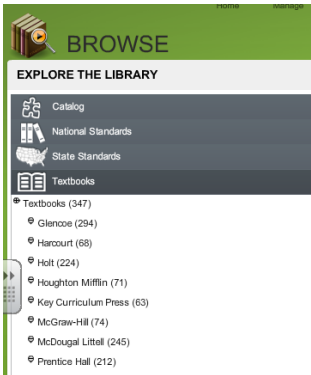 Home Manage
BROWSE
EXPLORE THE LIBRARY
Catalog
National Standards
State Standards
Textbooks
Textbooks (347)
Glencoe (294)
Harcourt (68)
Holt (224)
Houghton Mifflin (71)
Key Curriculum Press (63)
McGraw-Hill (74)
McDougal Littell (245)
Prentice Hall (212)